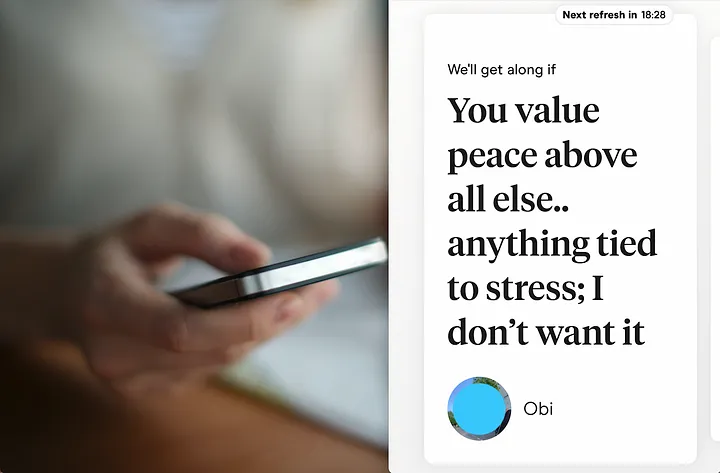 Next refresh in 18:28
We'll get along if
You value
peace above
all else..
anything tied
to stress; I
don’t want it
Obi